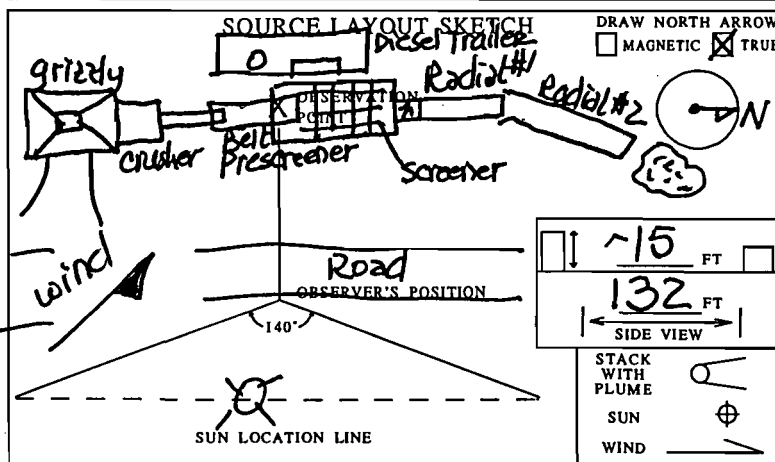 SOURCE LAYOUT SKETCH
DRAW NORTH ARROW
MAGNETIC TRUE
Diesel Trailer
grizzly
Radial #1
Radial #2
OBSERVATION
POINT
X
N
Belt
Prescreener
crusher
screener
wind
Road
OBSERVER'S POSITION
140°
SUN LOCATION LINE
~15 FT
132 FT
SIDE VIEW
STACK
WITH
PLUME
SUN
WIND